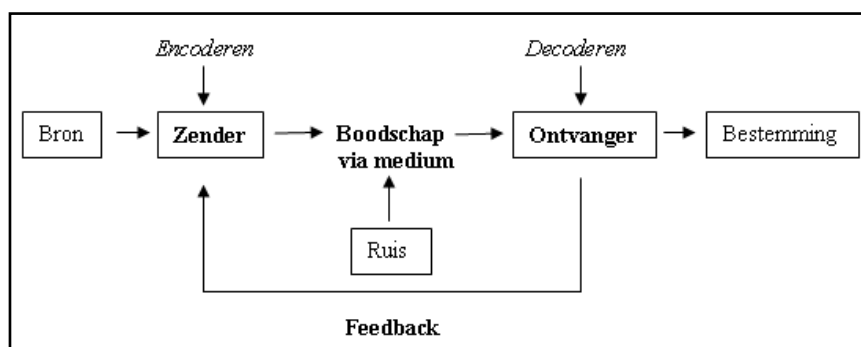 Encoderen
Decoderen
Bron
Zender
Boodschap
via medium
Ontvanger
Bestemming
Ruis
Feedback